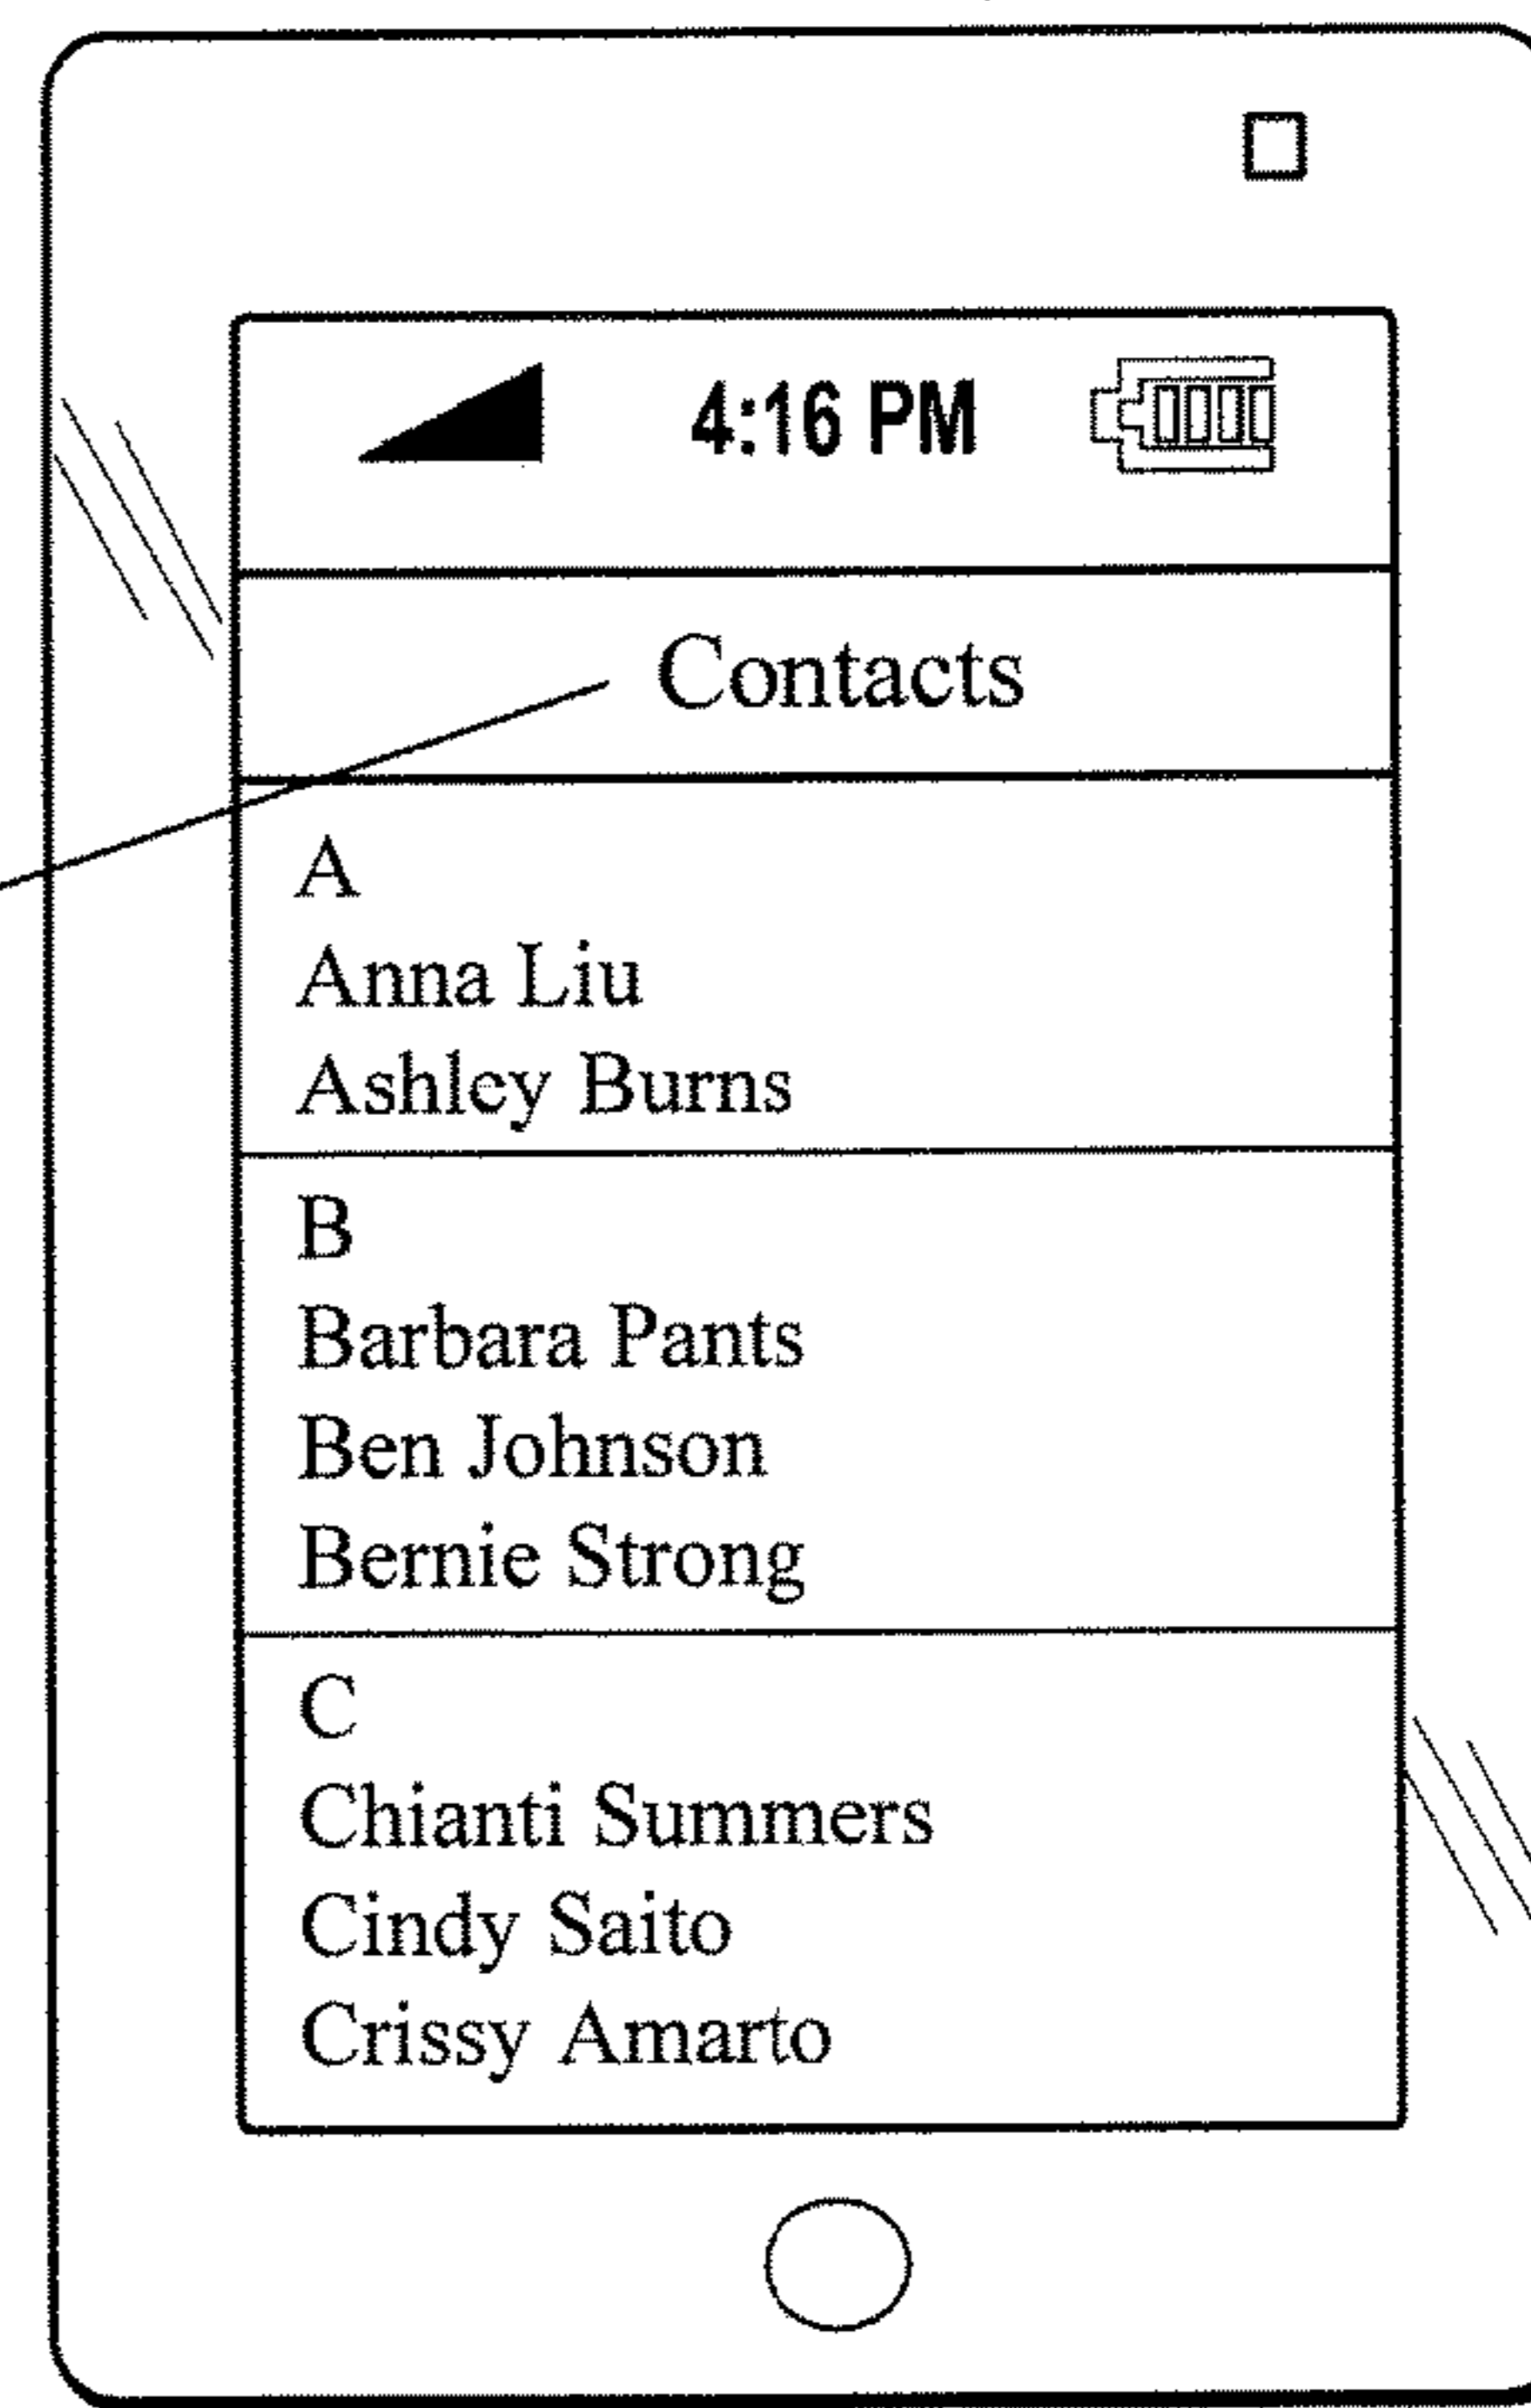 4:16 PM
Contacts
A
Anna Liu
Ashley Burns
B
Barbara Pants
Ben Johnson
Bernie Strong
C
Chianti Summers
Cindy Saito
Crissy Amarto